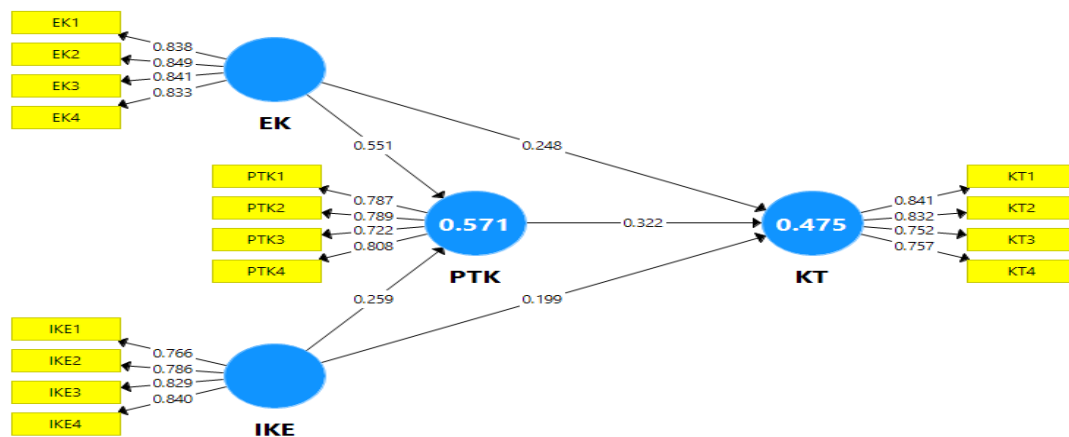 EK1
EK2
EK3
EK4
0.838
0.849
0.841
0.833
EK
0.551
0.248
PTK1
PTK2
PTK3
PTK4
0.787
0.789
0.722
0.808
0.571
PTK
0.322
0.475
KT
0.841
0.832
0.752
0.757
KT1
KT2
KT3
KT4
0.259
0.199
IKE1
IKE2
IKE3
IKE4
0.766
0.786
0.829
0.840
IKE